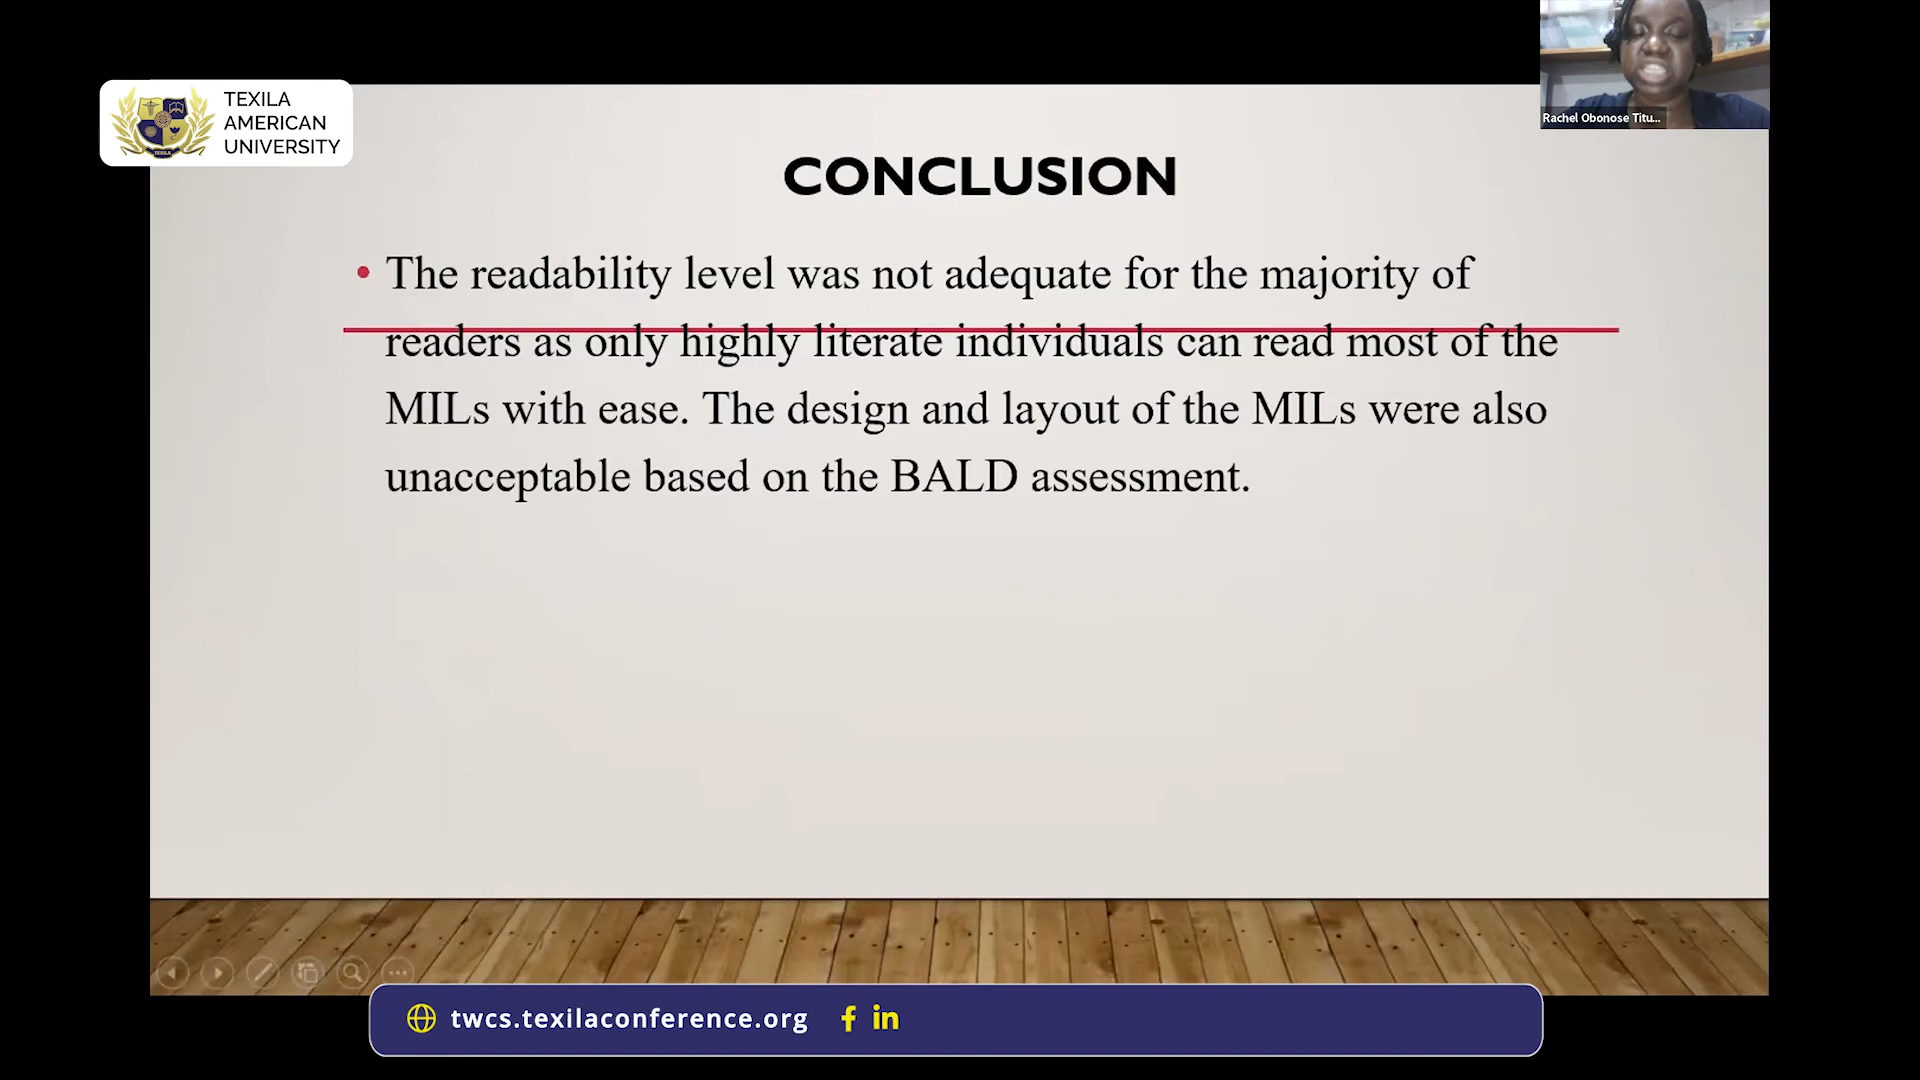 TEXILA
AMERICAN
UNIVERSITY
Rachel Obonose Titu...
CONCLUSION
• The readability level was not adequate for the majority of
readers as only highly literate individuals can read most of the
MILs with ease. The design and layout of the MILs were also
unacceptable based on the BALD assessment.
twcs.texilaconference.org